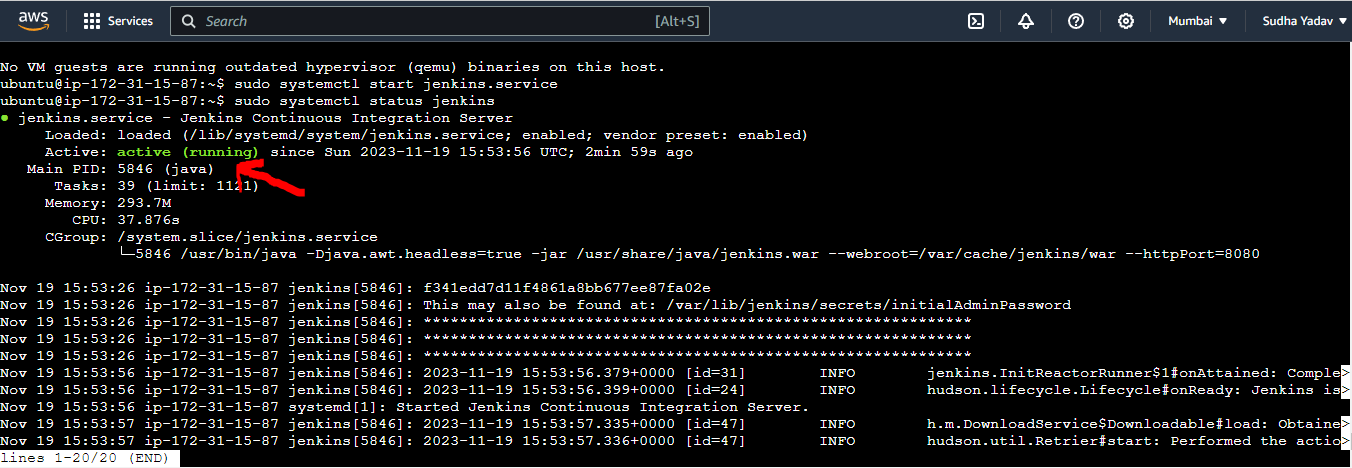 aws
Services
Search
[Alt+S]
Mumbai
Sudha Yadav
No VM guests are running outdated hypervisor (qemu) binaries on this host.
ubuntu@ip-172-31-15-87:~$ sudo systemctl start jenkins.service
ubuntu@ip-172-31-15-87:~$ sudo systemctl status jenkins
● jenkins.service - Jenkins Continuous Integration Server
Loaded: loaded (/lib/systemd/system/jenkins.service; enabled; vendor preset: enabled)
Active: active (running) since Sun 2023-11-19 15:53:56 UTC; 2min 59s ago
Main PID: 5846 (java)
Tasks: 39 (limit: 1121)
Memory: 293.7M
CPU: 37.876s
CGroup: /system.slice/jenkins.service
└─5846 /usr/bin/java -Djava.awt.headless=true -jar /usr/share/java/jenkins.war --webroot=/var/cache/jenkins/war --httpPort=8080
Nov 19 15:53:26 ip-172-31-15-87 jenkins[5846]: f341edd7d11f4861a8bb677ee87fa02e
Nov 19 15:53:26 ip-172-31-15-87 jenkins[5846]: This may also be found at: /var/lib/jenkins/secrets/initialAdminPassword
Nov 19 15:53:26 ip-172-31-15-87 jenkins[5846]: *************************************************************
Nov 19 15:53:26 ip-172-31-15-87 jenkins[5846]: *************************************************************
Nov 19 15:53:26 ip-172-31-15-87 jenkins[5846]: *************************************************************
Nov 19 15:53:56 ip-172-31-15-87 jenkins[5846]: 2023-11-19 15:53:56.379+0000 [id=31] INFO jenkins.InitReactorRunner$1#onAttained: Comple>
Nov 19 15:53:56 ip-172-31-15-87 jenkins[5846]: 2023-11-19 15:53:56.399+0000 [id=24] INFO hudson.lifecycle.Lifecycle#onReady: Jenkins is>
Nov 19 15:53:56 ip-172-31-15-87 systemd[1]: Started Jenkins Continuous Integration Server.
Nov 19 15:53:57 ip-172-31-15-87 jenkins[5846]: 2023-11-19 15:53:57.335+0000 [id=47] INFO h.m.DownloadService$Downloadable#load: Obtaine>
Nov 19 15:53:57 ip-172-31-15-87 jenkins[5846]: 2023-11-19 15:53:57.336+0000 [id=47] INFO hudson.util.Retrier#start: Performed the actio>
lines 1-20/20 (END)